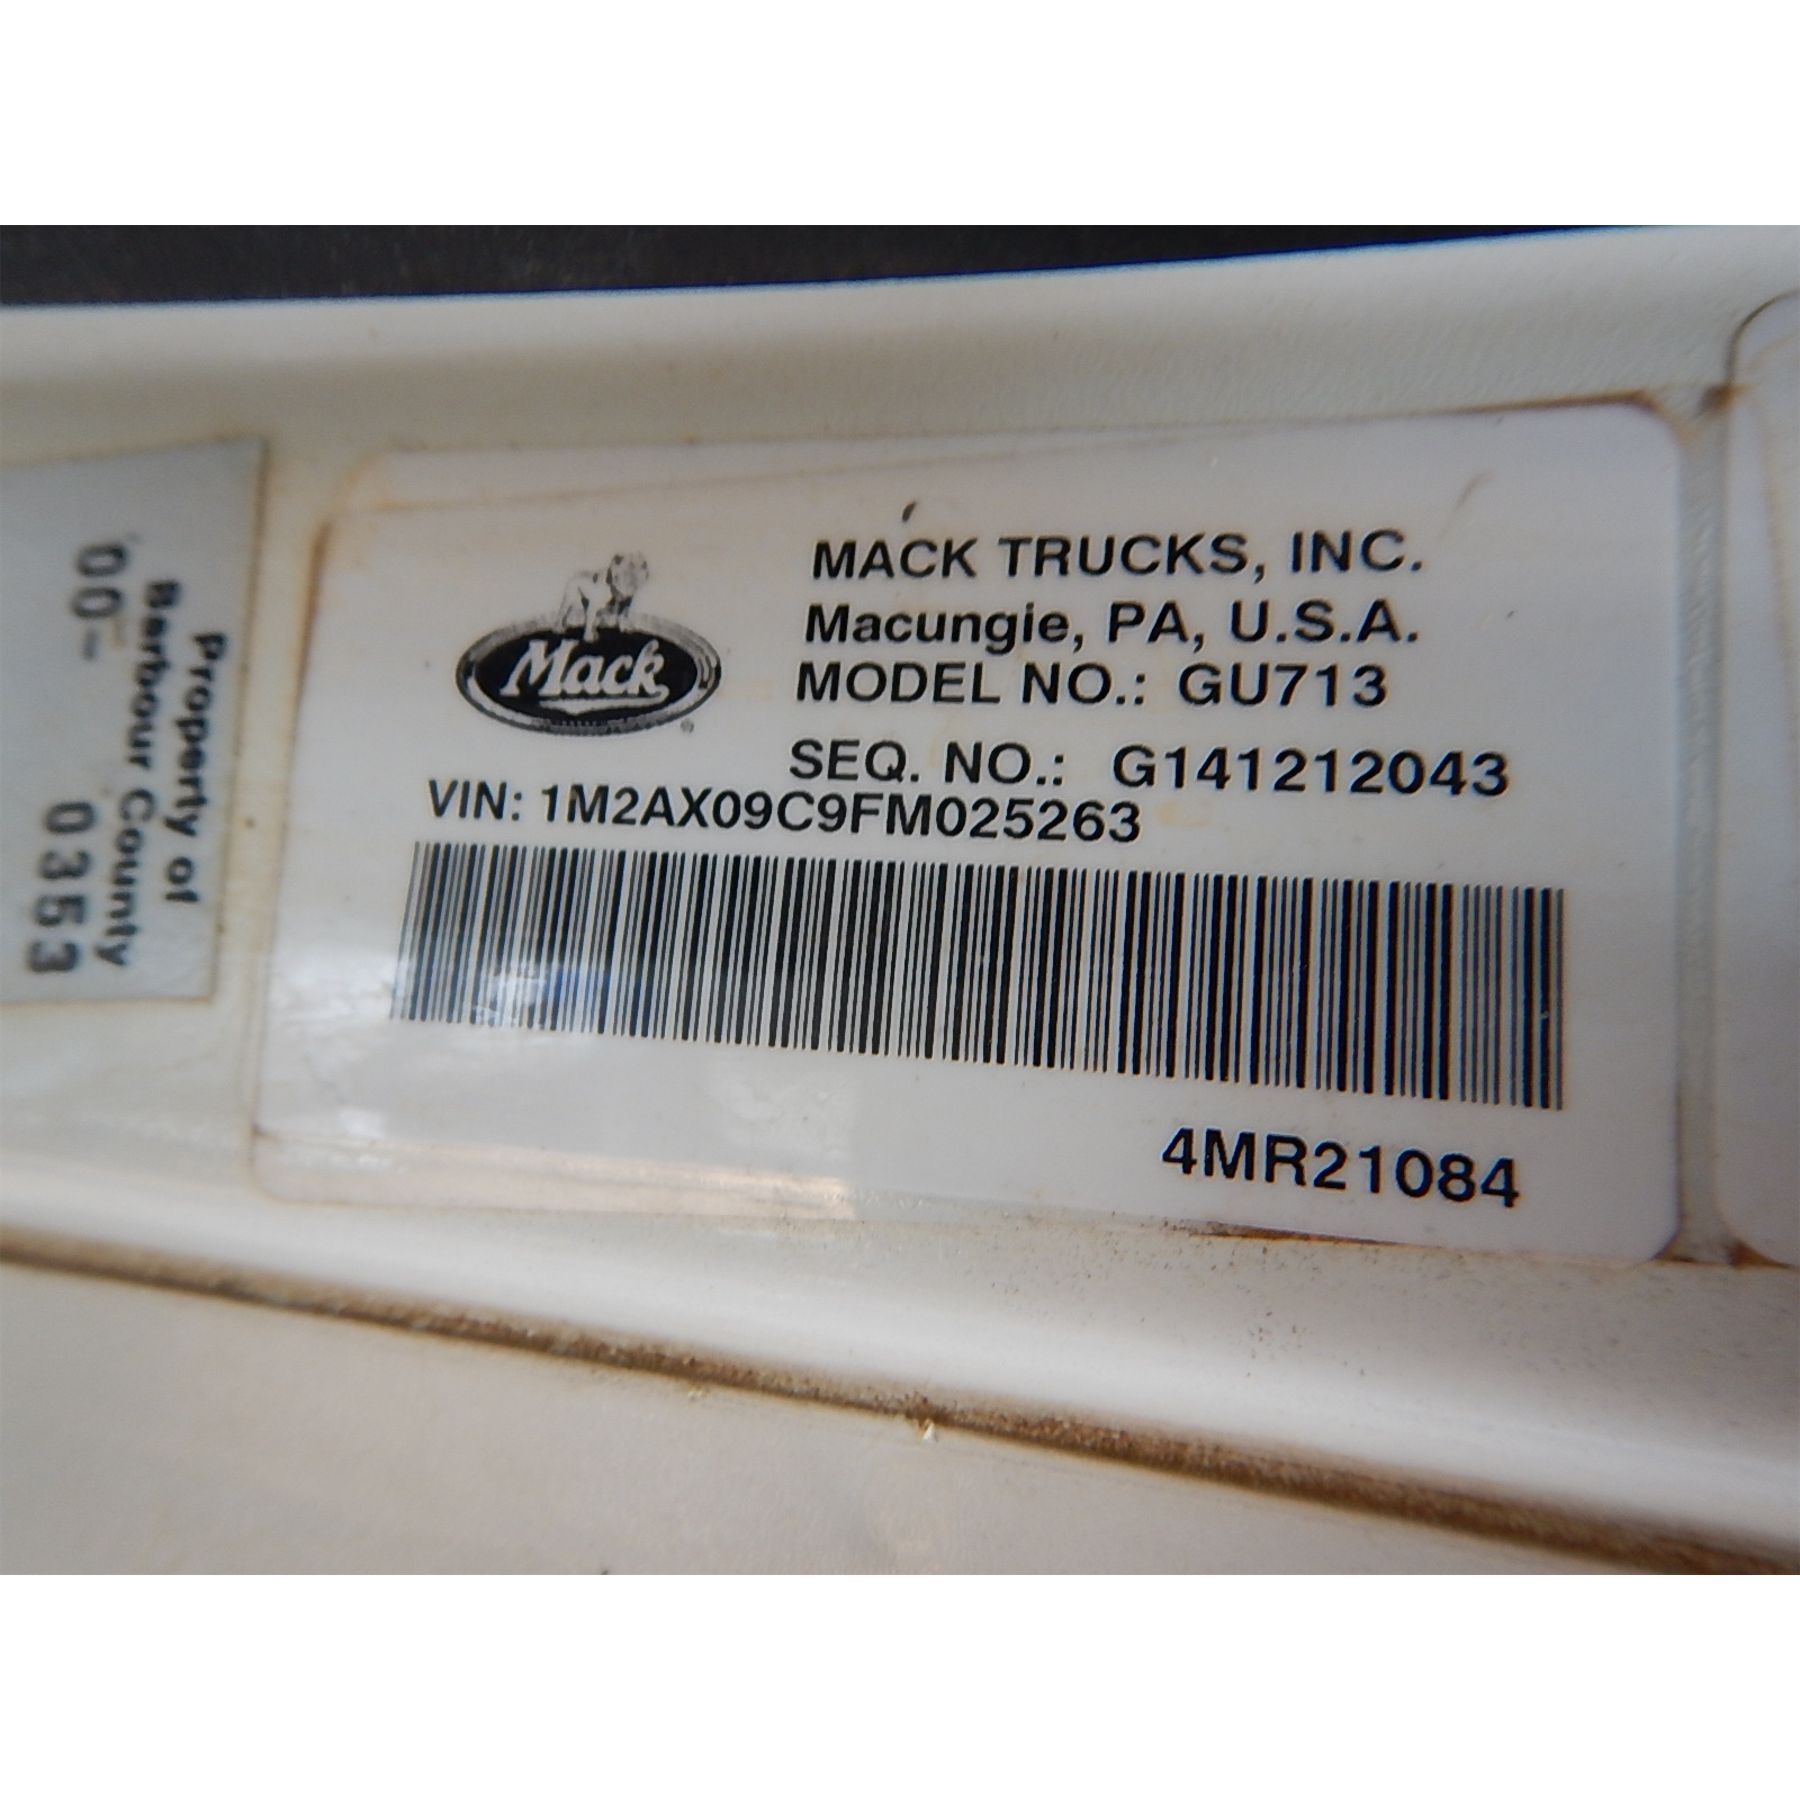 Property of
Barbour County
00-
0353
Mack
MACK TRUCKS, INC.
Macungie, PA, U.S.A.
MODEL NO.: GU713
SEQ. NO.: G141212043
VIN: 1M2AX09C9FM025263
4MR21084